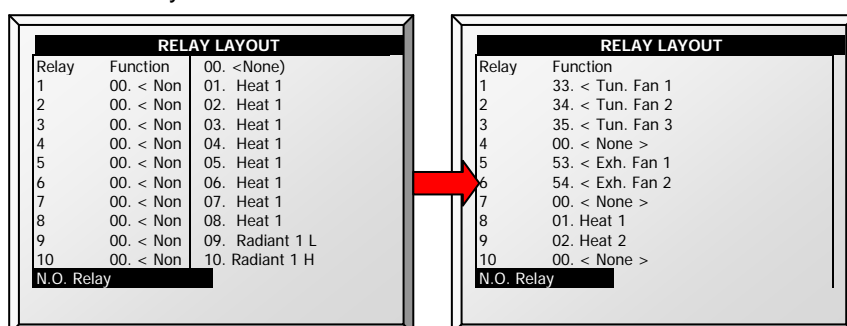 RELAY LAYOUT
Relay Function 00. <None)
1 00. < Non 01. Heat 1
2 00. < Non 02. Heat 1
3 00. < Non 03. Heat 1
4 00. < Non 04. Heat 1
5 00. < Non 05. Heat 1
6 00. < Non 06. Heat 1
7 00. < Non 07. Heat 1
8 00. < Non 08. Heat 1
9 00. < Non 09. Radiant 1 L
10 00. < Non 10. Radiant 1 H
N.O. Relay
RELAY LAYOUT
Relay Function
1 33. < Tun. Fan 1
2 34. < Tun. Fan 2
3 35. < Tun. Fan 3
4 00. < None >
5 53. < Exh. Fan 1
6 54. < Exh. Fan 2
7 00. < None >
8 01. Heat 1
9 02. Heat 2
10 00. < None >
N.O. Relay